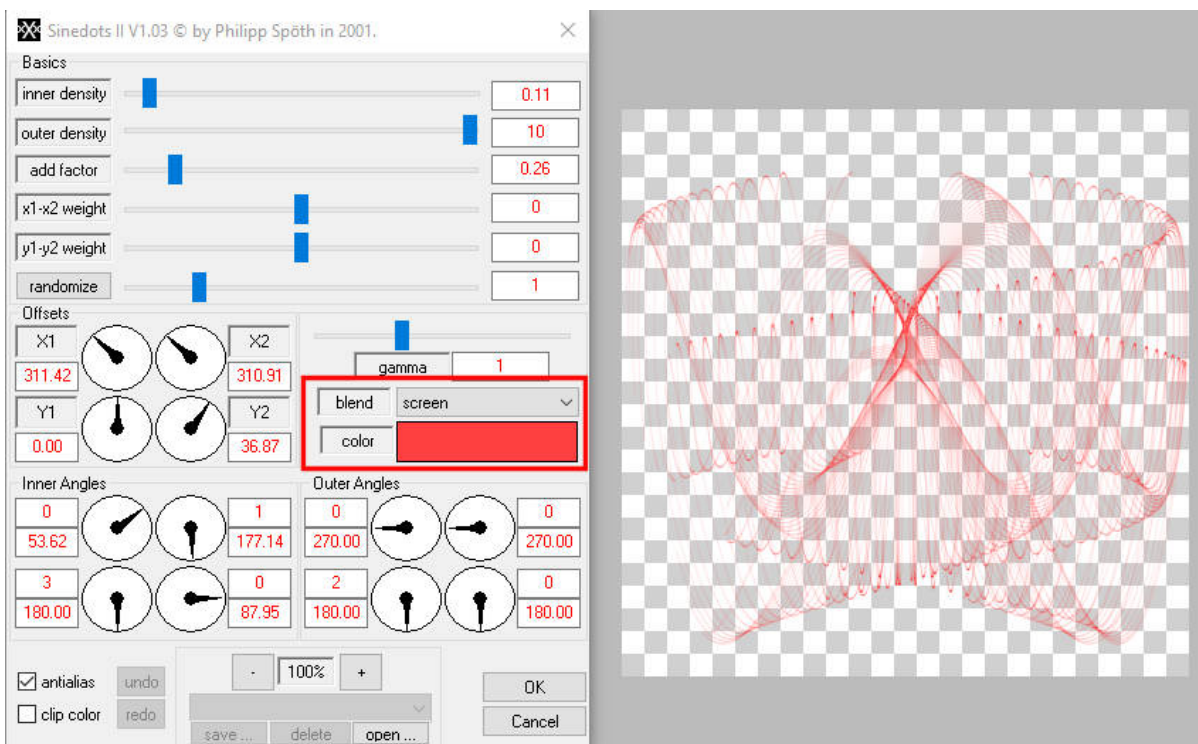 Sinedots II V1.03 © by Philipp Spöth in 2001.
Basics
inner density 0.11
outer density 10
add factor 0.26
x1-x2 weight 0
y1-y2 weight 0
randomize 1
Offsets
X1 X2
311.42 310.91
Y1 Y2
0.00 36.87
gamma 1
blend screen
color
Inner Angles
0 1
53.62 177.14
3 0
180.00 87.95
Outer Angles
0 0
270.00 270.00
2 0
180.00 180.00
antialias undo
clip color redo
- 100% +
save ... delete open ...
OK
Cancel